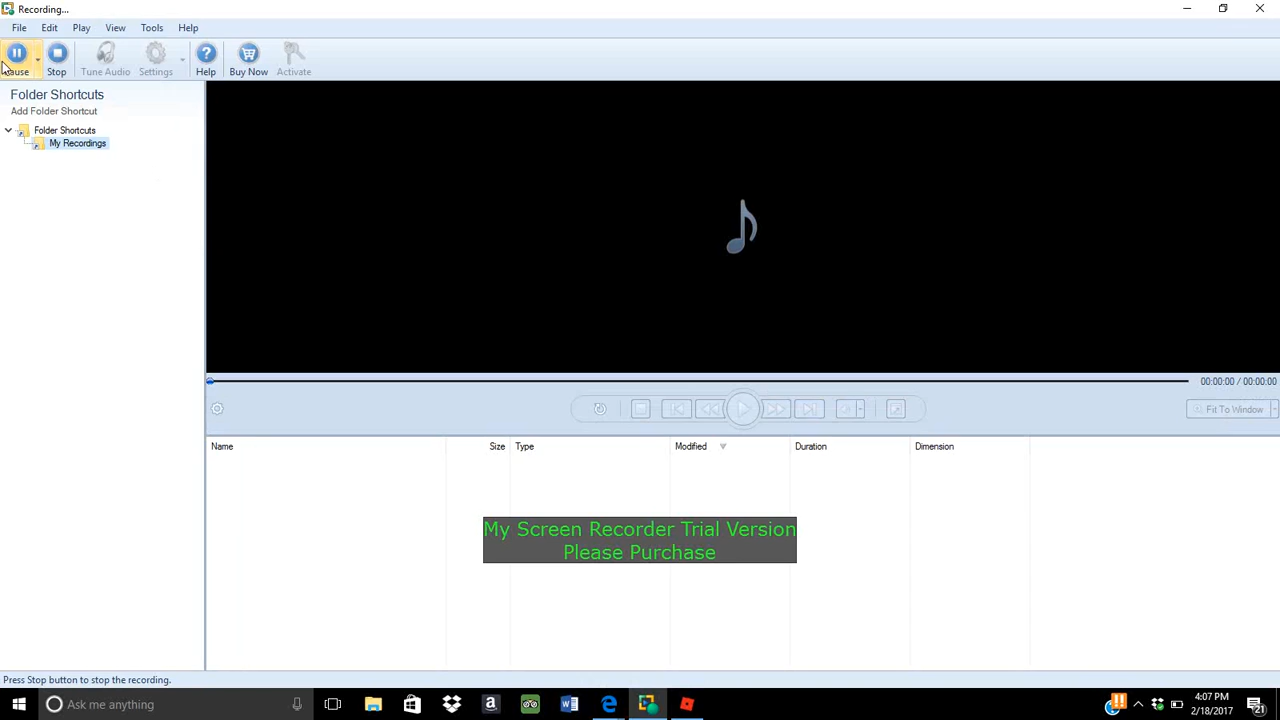 Recording...
File Edit Play View Tools Help
Stop Tune Audio Settings Help Buy Now Activate
Folder Shortcuts
Add Folder Shortcut
Folder Shortcuts
My Recordings
00:00:00 / 00:00:00
Fit To Window
Name Size Type Modified Duration Dimension
My Screen Recorder Trial Version
Please Purchase
Press Stop button to stop the recording.
Ask me anything
4:07 PM
2/18/2017
21